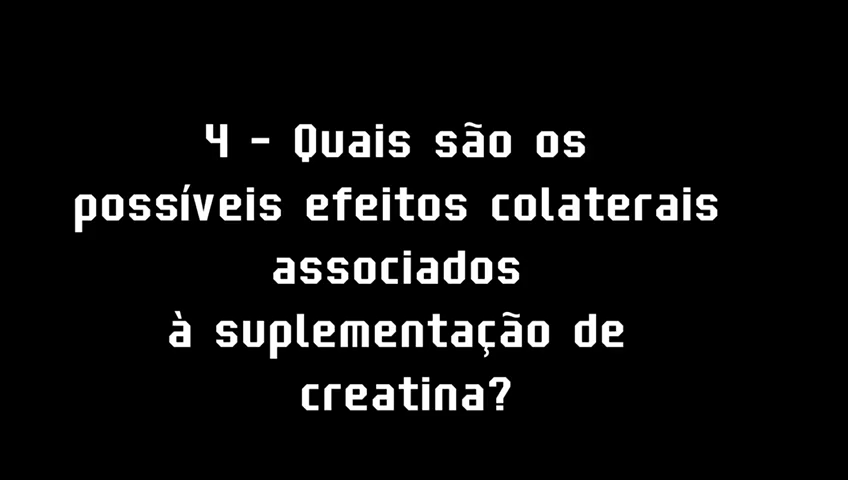 4 - Quais são os
possíveis efeitos colaterais
associados
à suplementação de
creatina?